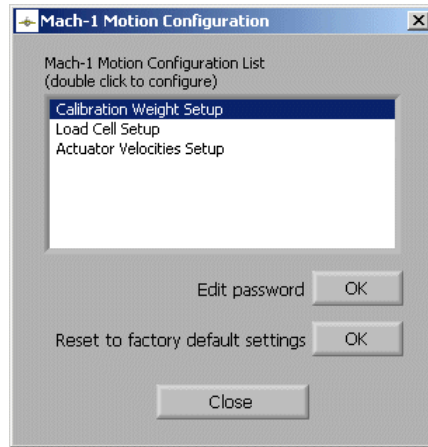 Mach-1 Motion Configuration
Mach-1 Motion Configuration List
(double click to configure)
Calibration Weight Setup
Load Cell Setup
Actuator Velocities Setup
Edit password OK
Reset to factory default settings OK
Close